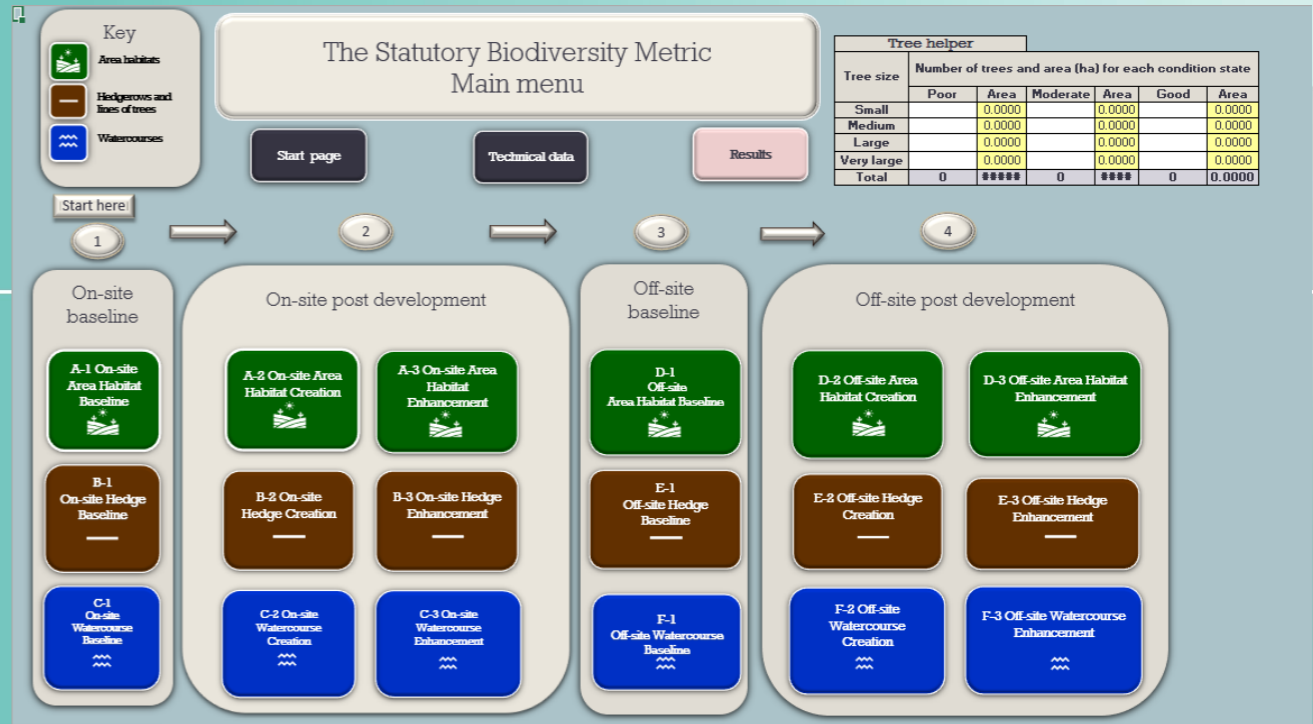 Key
Area habitats
Hedgerows and
lines of trees
Watercourses
The Statutory Biodiversity Metric
Main menu
Start page
Technical data
Results
Tree helper
Tree size
Number of trees and area (ha) for each condition state
Poor Area Moderate Area Good Area
Small 0.0000 0.0000 0.0000
Medium 0.0000 0.0000 0.0000
Large 0.0000 0.0000 0.0000
Very large 0.0000 0.0000 0.0000
Total 0 ##### 0 #### 0 0.0000
Start here
1
2
3
4
On-site
baseline
A-1 On-site
Area Habitat
Baseline
B-1
On-site Hedge
Baseline
C-1
On-site
Watercourse
Baseline
On-site post development
A-2 On-site Area
Habitat Creation
A-3 On-site Area
Habitat
Enhancement
B-2 On-site
Hedge Creation
B-3 On-site Hedge
Enhancement
C-2 On-site
Watercourse
Creation
C-3 On-site
Watercourse
Enhancement
Off-site
baseline
D-1
Off-site
Area Habitat Baseline
E-1
Off-site Hedge
Baseline
F-1
Off-site Watercourse
Baseline
Off-site post development
D-2 Off-site Area
Habitat Creation
D-3 Off-site Area Habitat
Enhancement
E-2 Off-site Hedge
Creation
E-3 Off-site Hedge
Enhancement
F-2 Off-site
Watercourse
Creation
F-3 Off-site Watercourse
Enhancement